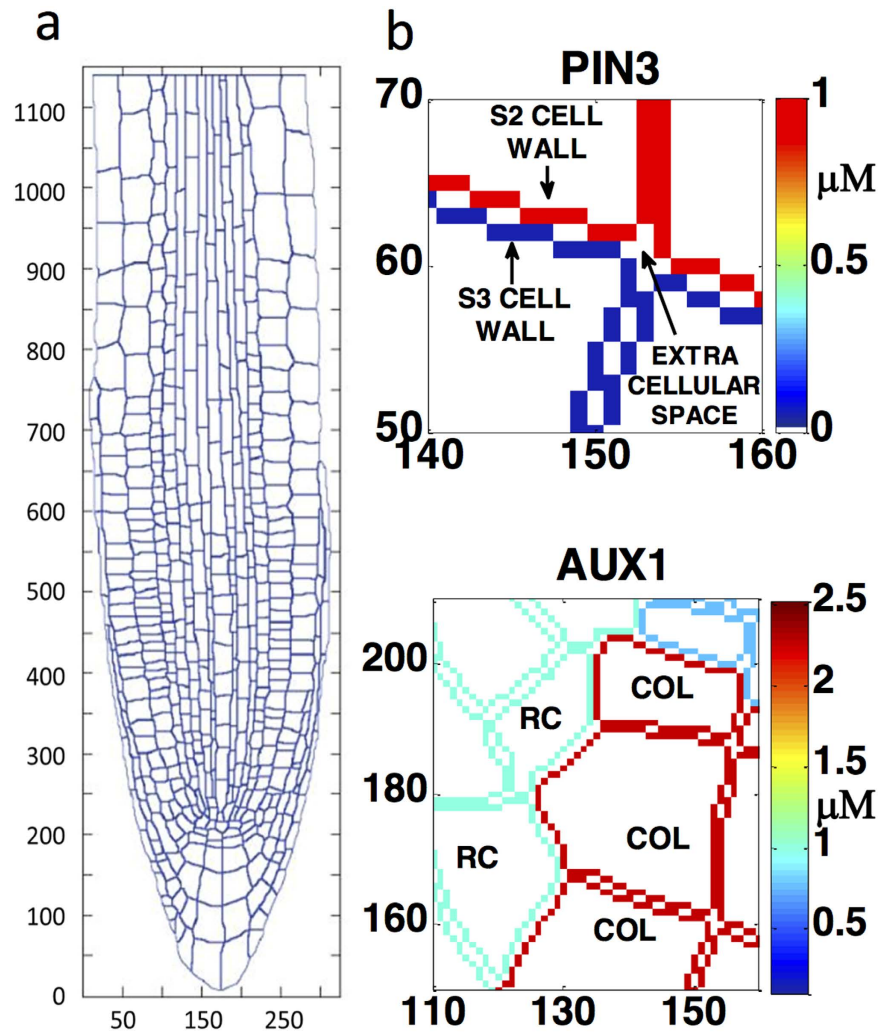 a
1100
1000
900
800
700
600
500
400
300
200
100
0
50
150
250
b
PIN3
70
60
50
140
150
160
S2 CELL
WALL
S3 CELL
WALL
EXTRA
CELLULAR
SPACE
1
μM
0.5
0
AUX1
200
180
160
110
130
150
COL
RC
COL
RC
COL
2.5
2
1.5
μM
1
0.5